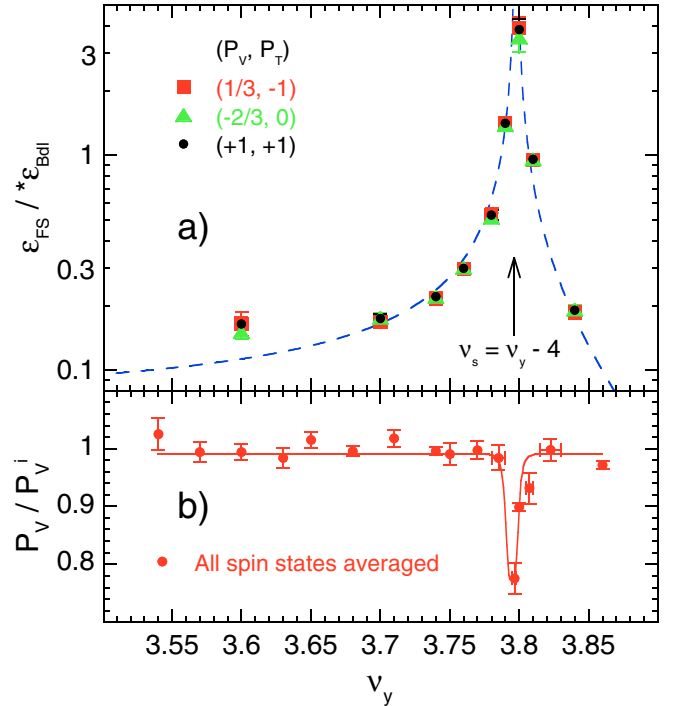 3
1
0.3
0.1
ε_FS / *ε_Bdl
(P_V, P_T)
(1/3, -1)
(-2/3, 0)
(+1, +1)
a)
ν_s = ν_y - 4
1
0.9
0.8
P_V / P_V^i
b)
All spin states averaged
3.55 3.6 3.65 3.7 3.75 3.8 3.85
ν_y